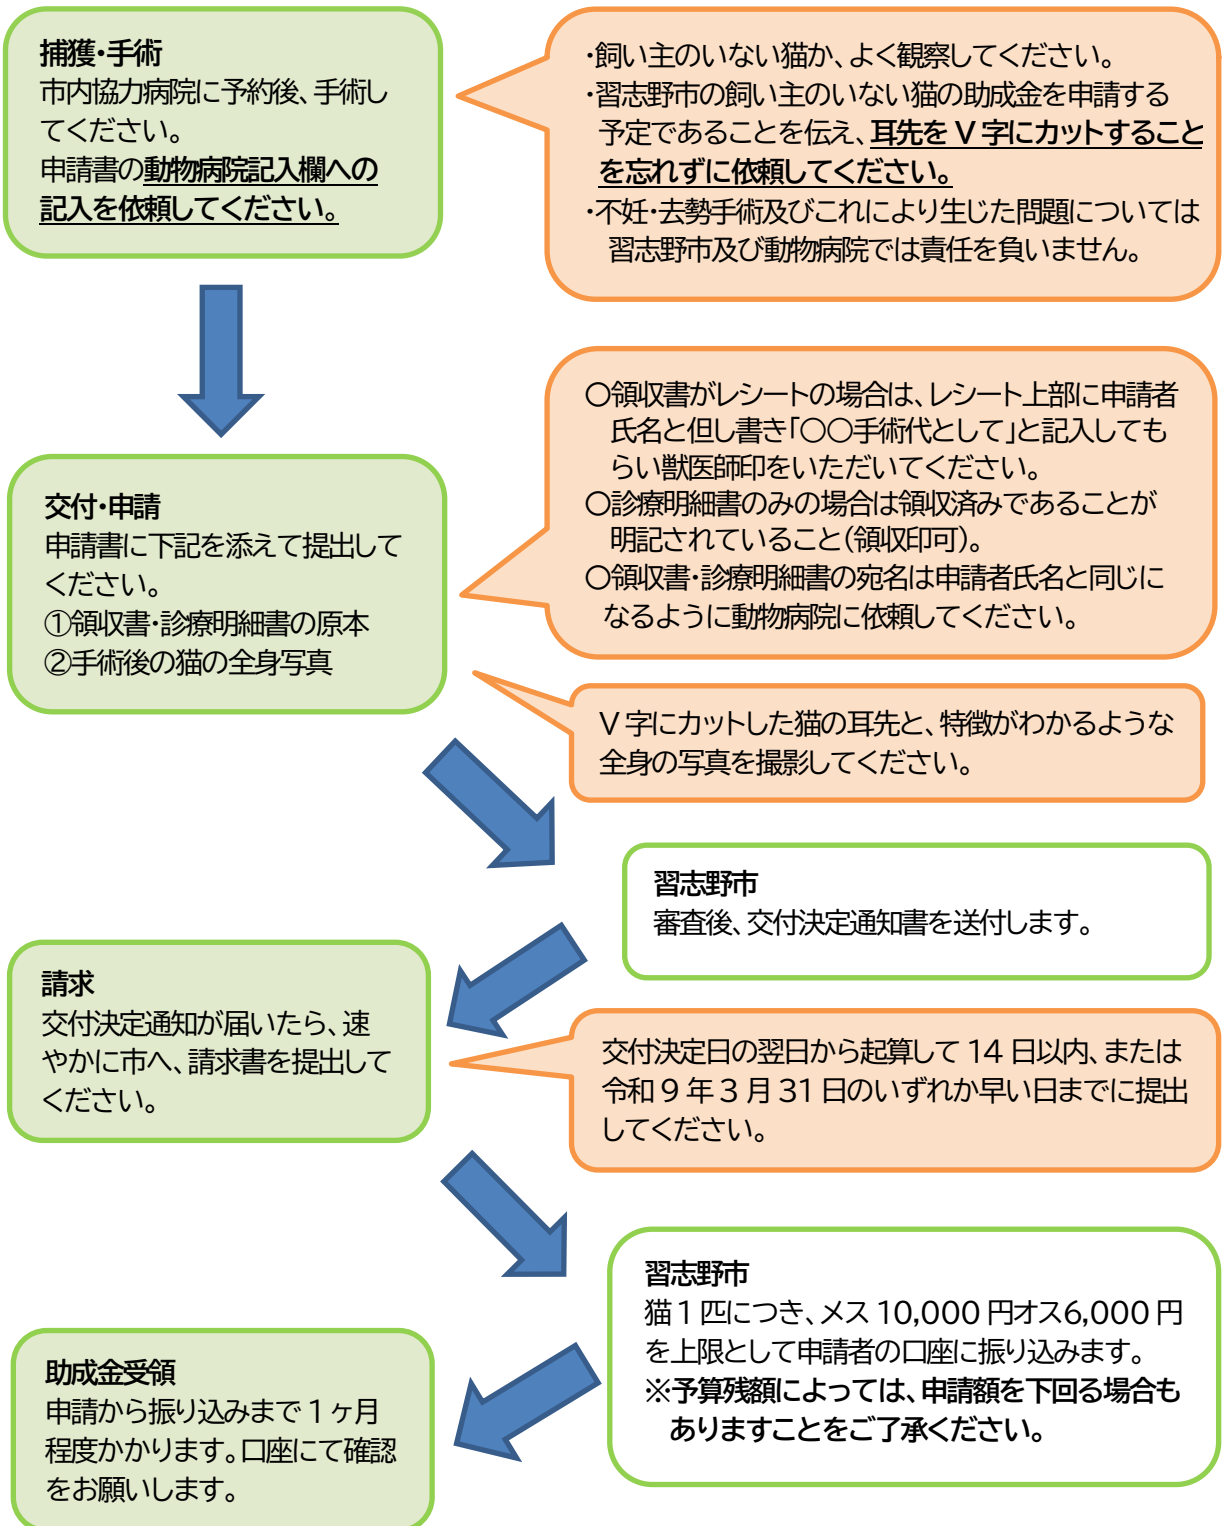 捕獲・手術
市内協力病院に予約後、手術し
てください。
申請書の動物病院記入欄への
記入を依頼してください。
・飼い主のいない猫か、よく観察してください。
・習志野市の飼い主のいない猫の助成金を申請する
予定であることを伝え、耳先をV字にカットすること
を忘れずに依頼してください。
・不妊・去勢手術及びこれにより生じた問題については
習志野市及び動物病院では責任を負いません。
交付・申請
申請書に下記を添えて提出して
ください。
①領収書・診療明細書の原本
②手術後の猫の全身写真
〇領収書がレシートの場合は、レシート上部に申請者
氏名と但し書き「〇〇手術代として」と記入しても
らい獣医師印をいただいてください。
〇診療明細書のみの場合は領収済みであることが
明記されていること(領収印可)。
〇領収書・診療明細書の宛名は申請者氏名と同じに
なるように動物病院に依頼してください。
V字にカットした猫の耳先と、特徴がわかるような
全身の写真を撮影してください。
習志野市
審査後、交付決定通知書を送付します。
請求
交付決定通知が届いたら、速
やかに市へ、請求書を提出して
ください。
交付決定日の翌日から起算して14日以内、または
令和9年3月31日のいずれか早い日までに提出
してください。
習志野市
猫1匹につき、メス10,000円オス6,000円
を上限として申請者の口座に振り込みます。
※予算残額によっては、申請額を下回る場合も
ありますことをご了承ください。
助成金受領
申請から振り込みまで1ヶ月
程度かかります。口座にて確認
をお願いします。